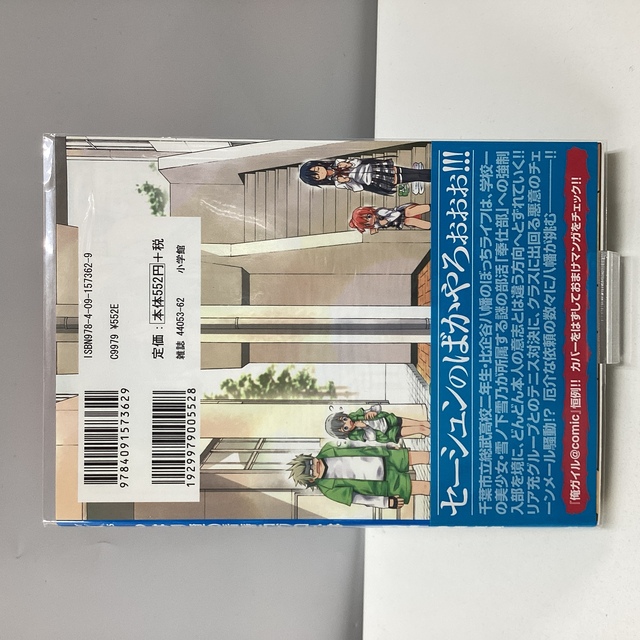 ISBN978-4-09-157362-9
C9979 ¥552E
定価:本体552円+税
雑誌 44053-62 小学館
9784091573629
1929979005528
セーシュンのばかやろぉぉぉ!!!
千葉市立総武高校二年生・比企谷八幡のぼっちライフは、学校一
の美少女・雪ノ下雪乃が所属する謎の部活「奉仕部」への強制
入部を境に、どんどん本人の意志とは違う方向へとずれていく!!
リア充グループとのテニス対決に、クラスに出回る悪意のチェ
ーンメール騒動!? 厄介な依頼の数々に八幡が挑む――!!
「俺ガイル@comic」恒例!! カバーをはずしておまけマンガをチェック!!